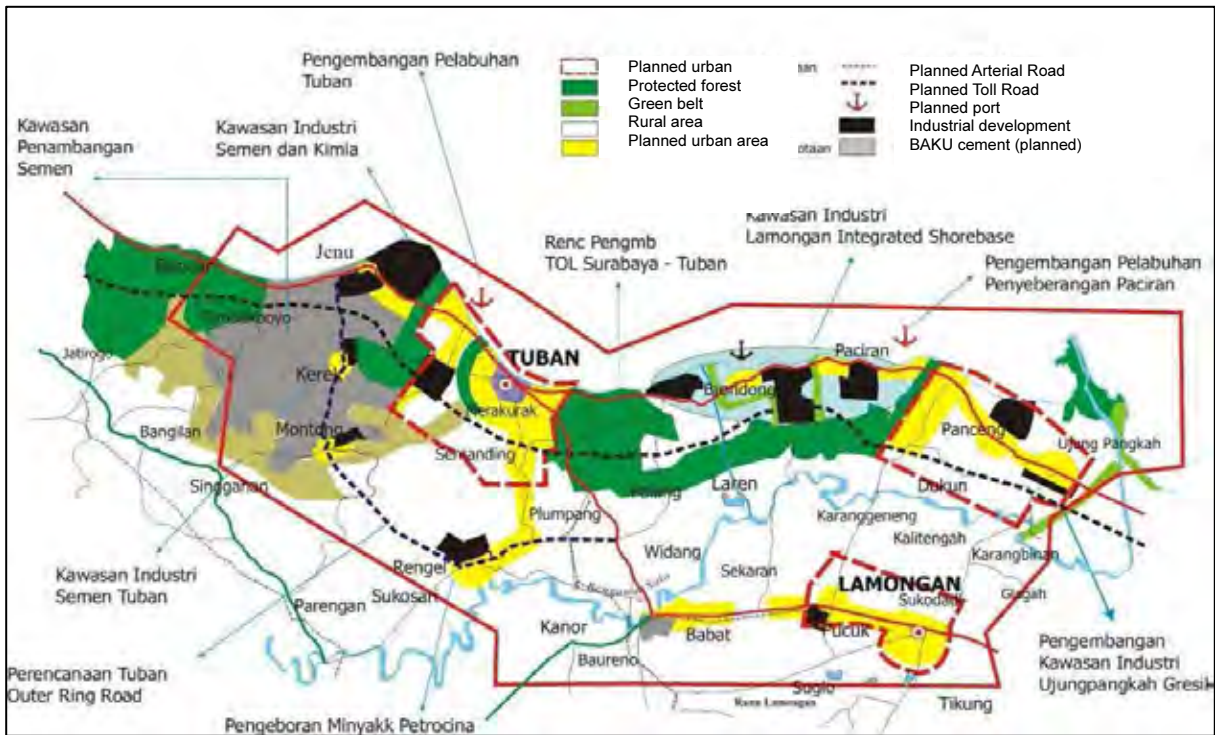 Pengembangan Pelabuhan
Tuban
Kawasan
Penambangan
Semen
Kawasan Industri
Semen dan Kimia
Planned urban
Protected forest
Green belt
Rural area
Planned urban area
Planned Arterial Road
Planned Toll Road
Planned port
Industrial development
BAKU cement (planned)
Renc Pengmb
TOL Surabaya - Tuban
Kawasan Industri
Lamongan Integrated Shorebase
Pengembangan Pelabuhan
Penyeberangan Paciran
Jenu
Jatirogo
Kerek
TUBAN
Merakurak
Paciran
Brondong
Bangilan
Montong
Semanding
Panceng
Ujung Pangkah
Singgahan
Plumpang
Laren
Dukun
Karanggeneng
Kalitengah
Karangbinan
Widang
Sekaran
Rengel
Sukosan
Parengan
LAMONGAN
Sukodadi
Kanor
Babat
Pucuk
Baureno
Tikung
Kawasan Industri
Semen Tuban
Perencanaan Tuban
Outer Ring Road
Pengeboran Minyakk Petrocina
Pengembangan
Kawasan Industri
Ujungpangkah Gresik